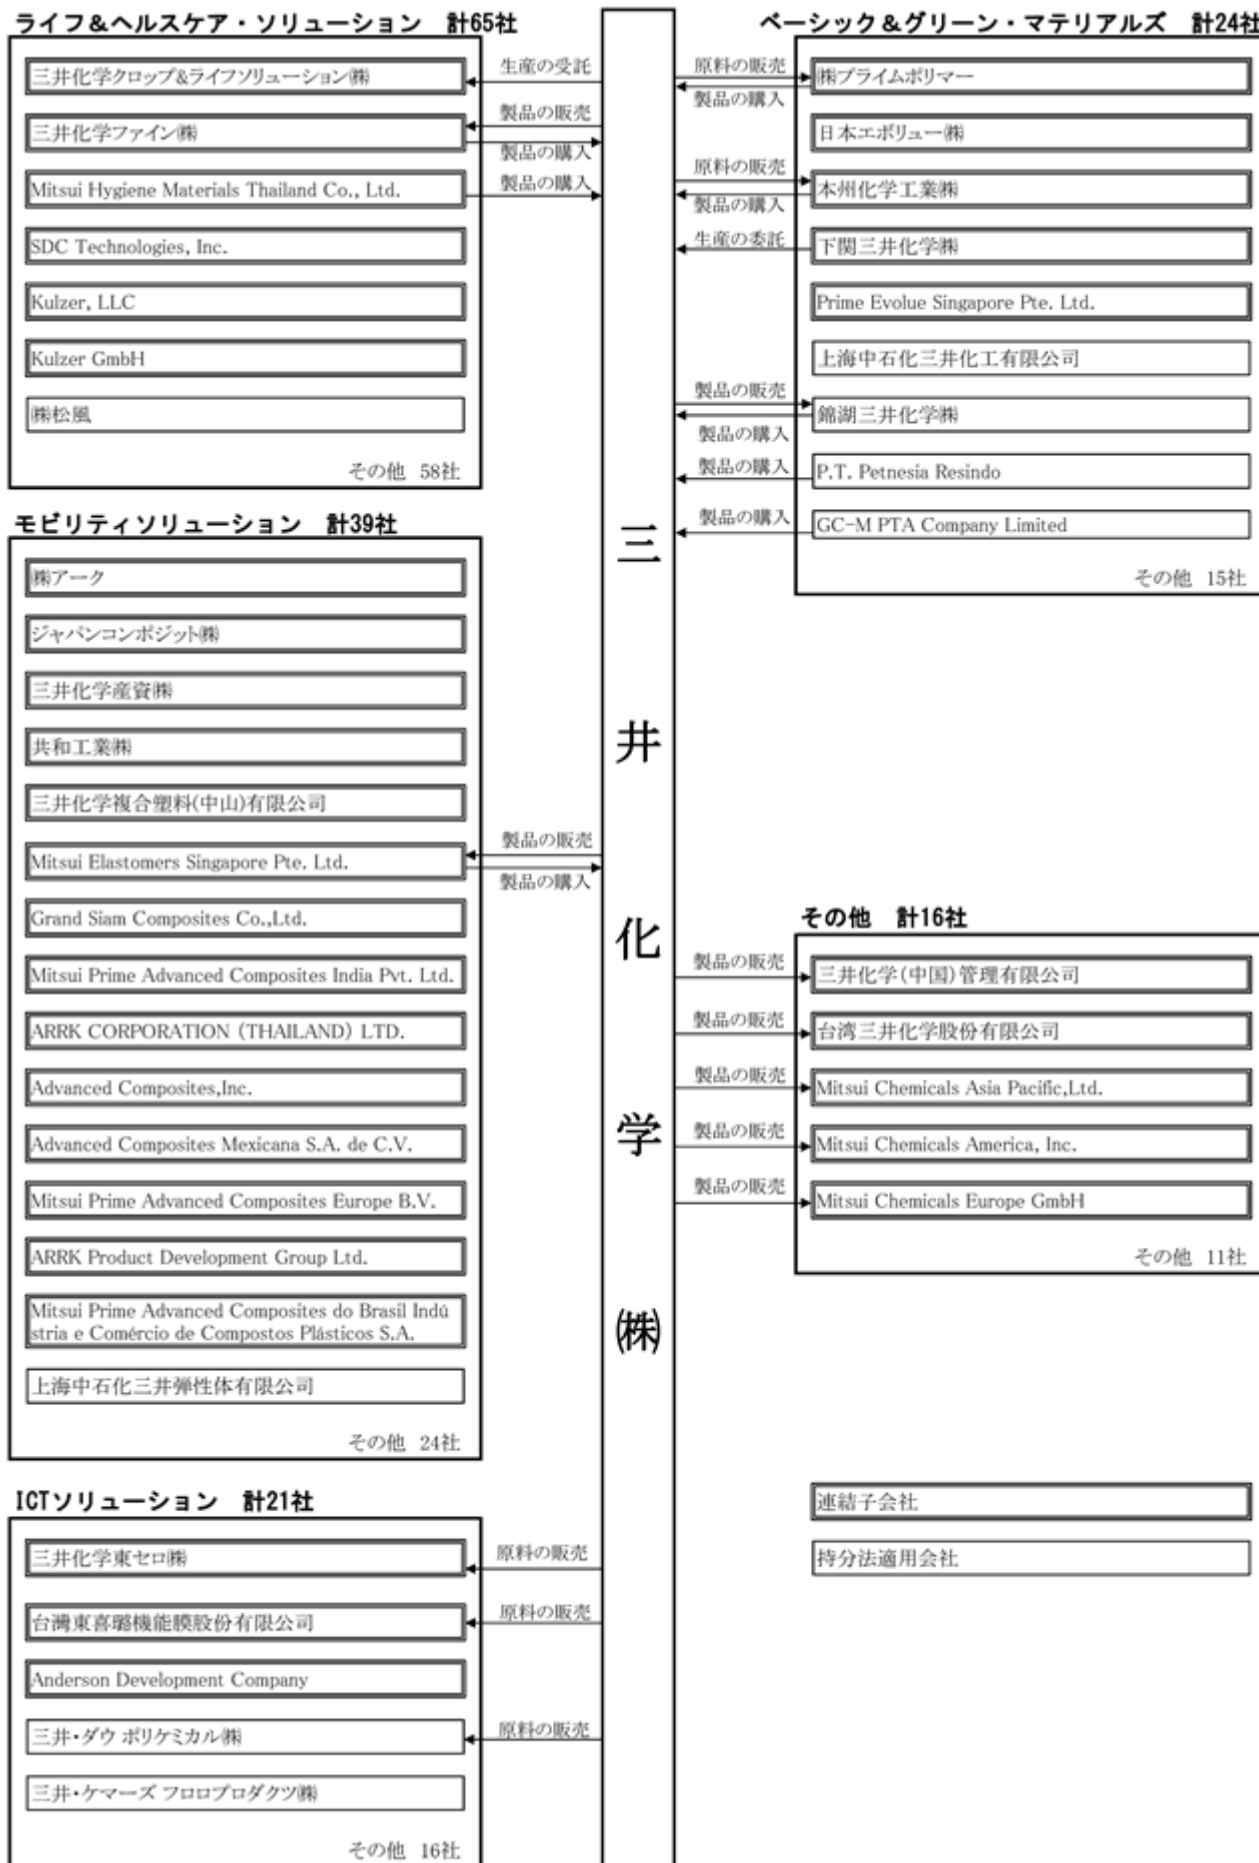 ライフ&ヘルスケア・ソリューション 計65社
三井化学クロップ&ライフソリューション㈱
生産の受託
三井化学ファイン㈱
製品の販売
製品の購入
Mitsui Hygiene Materials Thailand Co., Ltd.
製品の購入
SDC Technologies, Inc.
Kulzer, LLC
Kulzer GmbH
㈱松風
その他 58社
モビリティソリューション 計39社
㈱アーク
ジャパンコンポジット㈱
三井化学産資㈱
共和工業㈱
三井化学複合塑料(中山)有限公司
Mitsui Elastomers Singapore Pte. Ltd.
製品の販売
製品の購入
Grand Siam Composites Co.,Ltd.
Mitsui Prime Advanced Composites India Pvt. Ltd.
ARRK CORPORATION (THAILAND) LTD.
Advanced Composites,Inc.
Advanced Composites Mexicana S.A. de C.V.
Mitsui Prime Advanced Composites Europe B.V.
ARRK Product Development Group Ltd.
Mitsui Prime Advanced Composites do Brasil Indú
stria e Comércio de Compostos Plásticos S.A.
上海中石化三井弾性体有限公司
その他 24社
ICTソリューション 計21社
三井化学東セロ㈱
原料の販売
台灣東喜璐機能膜股份有限公司
原料の販売
Anderson Development Company
三井・ダウ ポリケミカル㈱
原料の販売
三井・ケマーズ フロロプロダクツ㈱
その他 16社
三井化学㈱
ベーシック&グリーン・マテリアルズ 計24社
原料の販売
製品の購入
㈱プライムポリマー
日本エボリュー㈱
原料の販売
製品の購入
本州化学工業㈱
生産の委託
下関三井化学㈱
Prime Evolue Singapore Pte. Ltd.
上海中石化三井化工有限公司
製品の販売
製品の購入
錦湖三井化学㈱
製品の購入
P.T. Petnesia Resindo
製品の購入
GC-M PTA Company Limited
その他 15社
その他 計16社
製品の販売
三井化学(中国)管理有限公司
製品の販売
台湾三井化学股份有限公司
製品の販売
Mitsui Chemicals Asia Pacific,Ltd.
製品の販売
Mitsui Chemicals America, Inc.
製品の販売
Mitsui Chemicals Europe GmbH
その他 11社
連結子会社
持分法適用会社